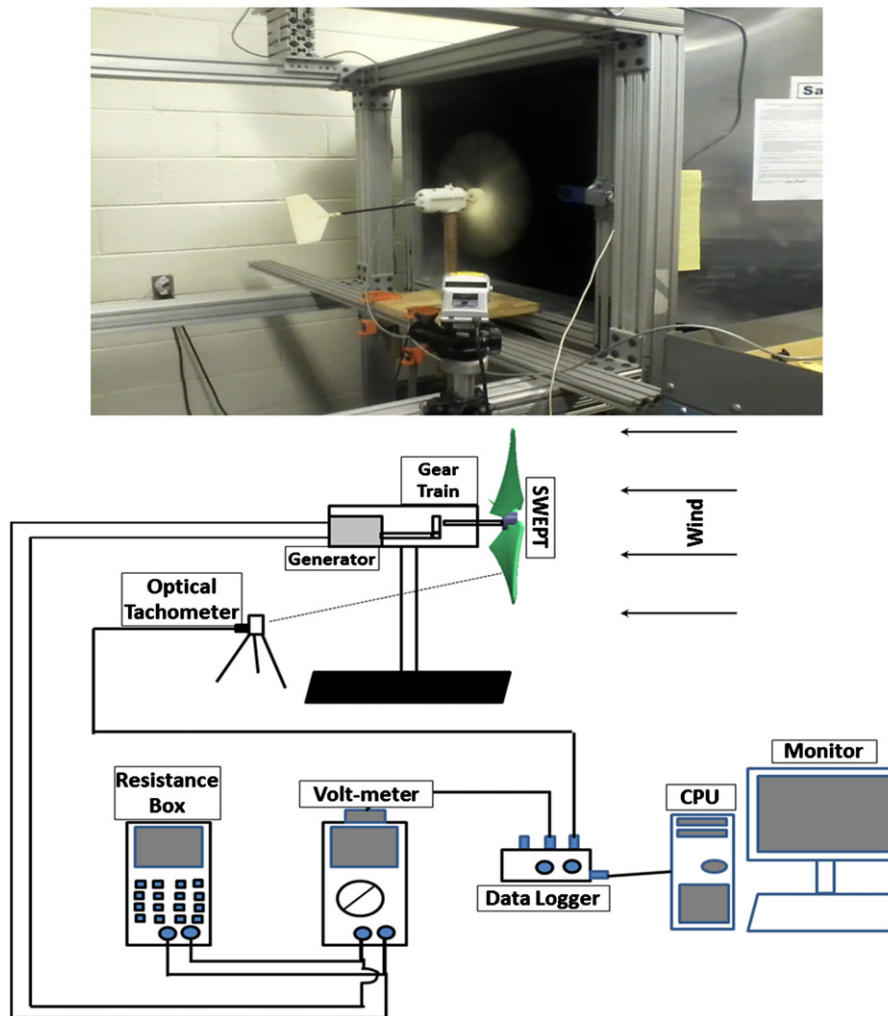 Sa
Gear
Train
SWEPT
Wind
Generator
Optical
Tachometer
Resistance
Box
Volt-meter
CPU
Monitor
Data Logger